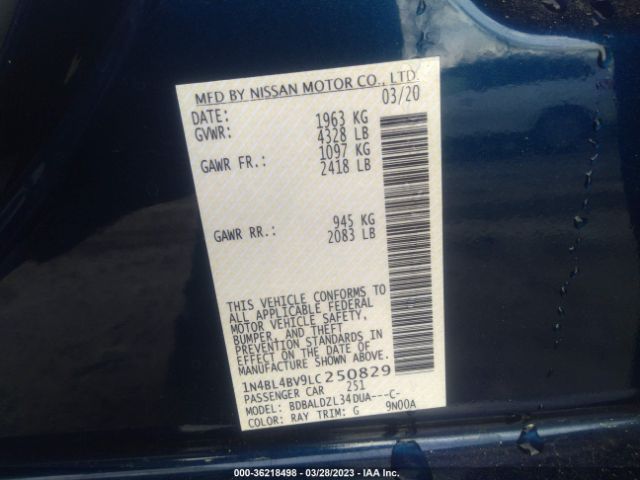 MFD BY NISSAN MOTOR CO., LTD.
DATE: 03/20
GVWR: 1963 KG
4328 LB
GAWR FR.: 1097 KG
2418 LB
GAWR RR.: 945 KG
2083 LB
THIS VEHICLE CONFORMS TO
ALL APPLICABLE FEDERAL
MOTOR VEHICLE SAFETY,
BUMPER, AND THEFT
PREVENTION STANDARDS IN
EFFECT ON THE DATE OF
MANUFACTURE SHOWN ABOVE.
1N4BL4BV9LC250829
PASSENGER CAR 251
MODEL: BDBALDZL34DUA---C-
COLOR: RAY TRIM: G 9N00A
000-36218498 - 03/28/2023 - IAA Inc.